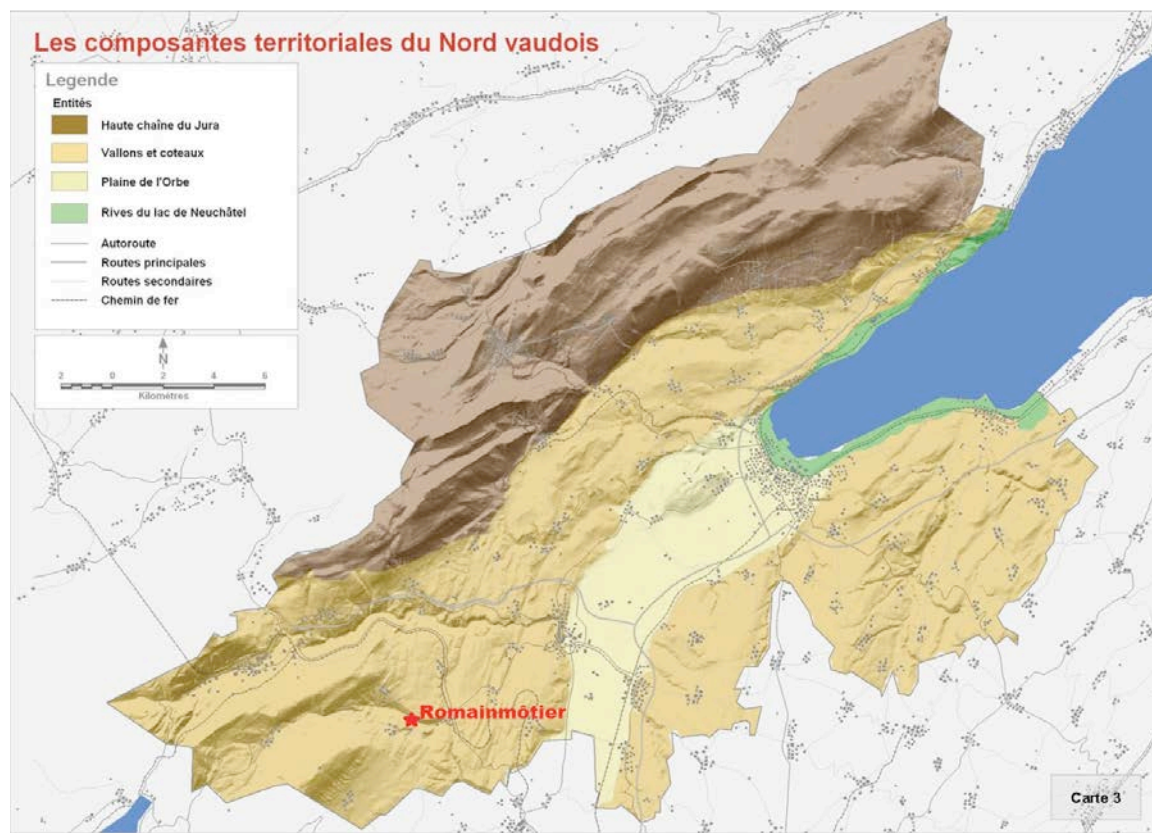 Les composantes territoriales du Nord vaudois
Legende
Entités
Haute chaîne du Jura
Vallons et coteaux
Plaine de l'Orbe
Rives du lac de Neuchâtel
Autoroute
Routes principales
Routes secondaires
Chemin de fer
N
2 0 2 4 6
Kilomètres
Romainmôtier
Carte 3